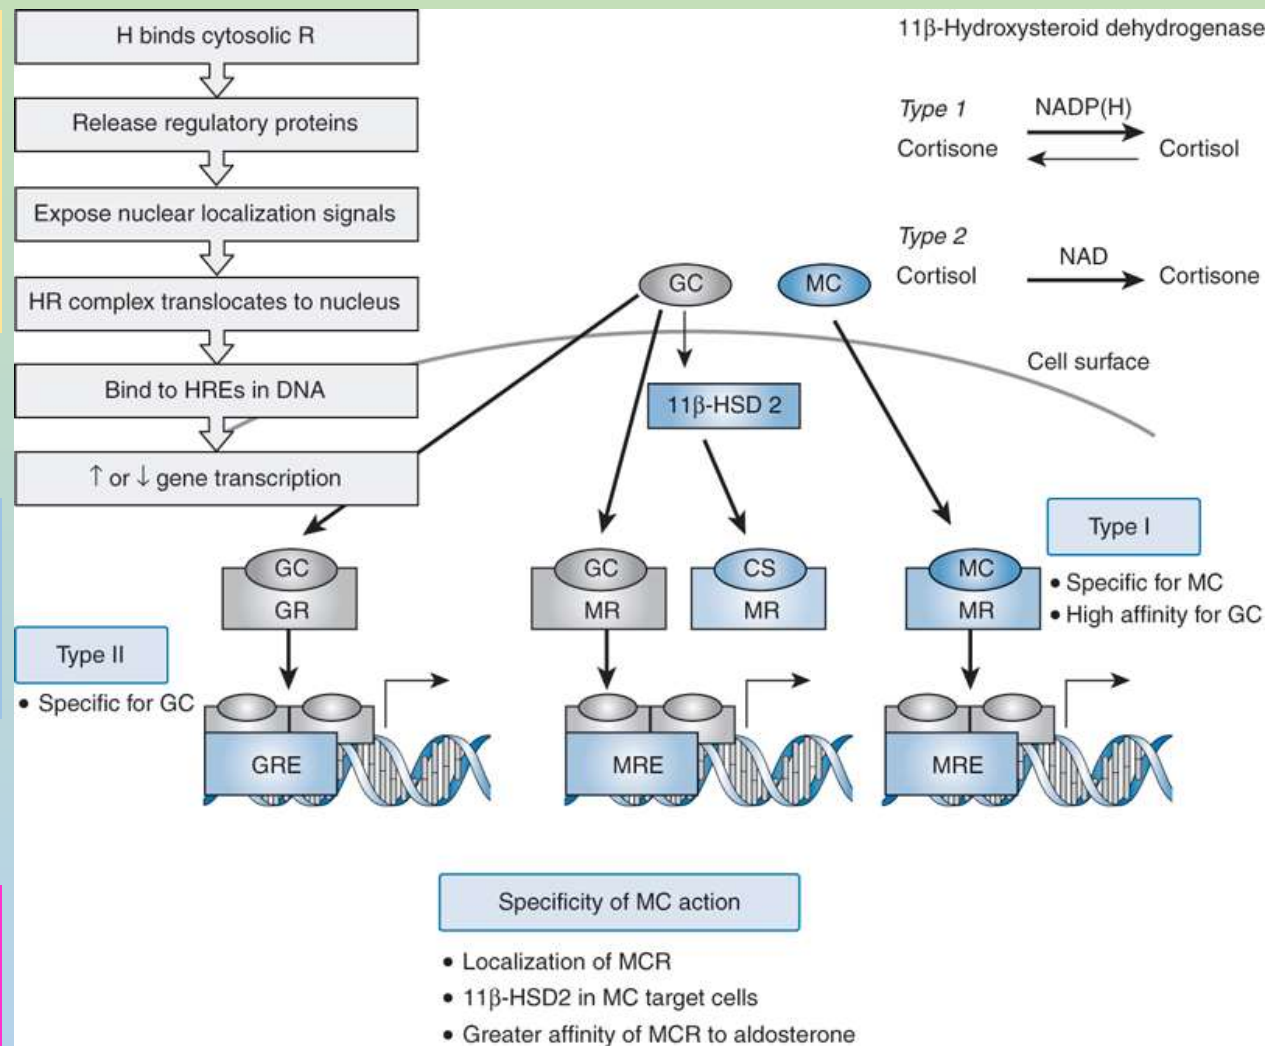 H binds cytosolic R
Release regulatory proteins
Expose nuclear localization signals
HR complex translocates to nucleus
Bind to HREs in DNA
↑ or ↓ gene transcription
11β-Hydroxysteroid dehydrogenase
Type 1
NADP(H)
Cortisone
Cortisol
Type 2
NAD
Cortisol
Cortisone
GC
MC
Cell surface
11β-HSD 2
GC
GR
GC
MR
CS
MR
MC
MR
Type I
• Specific for MC
• High affinity for GC
Type II
• Specific for GC
GRE
MRE
MRE
Specificity of MC action
• Localization of MCR
• 11β-HSD2 in MC target cells
• Greater affinity of MCR to aldosterone